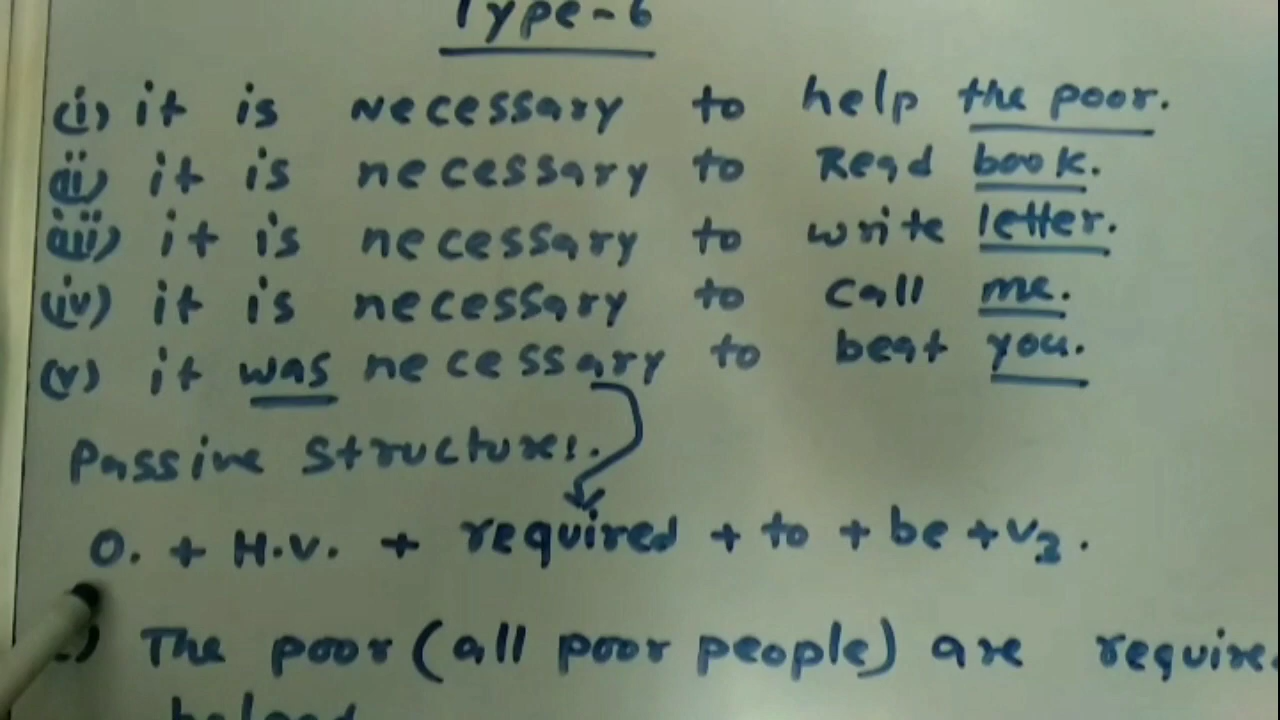 Type-6
(i) it is necessary to help the poor.
(ii) it is necessary to Read book.
(iii) it is necessary to write letter.
(iv) it is necessary to call me.
(v) it was necessary to beat you.
Passive structure:.
O. + H.V. + required + to + be + v3.
The poor (all poor people) are require
helped